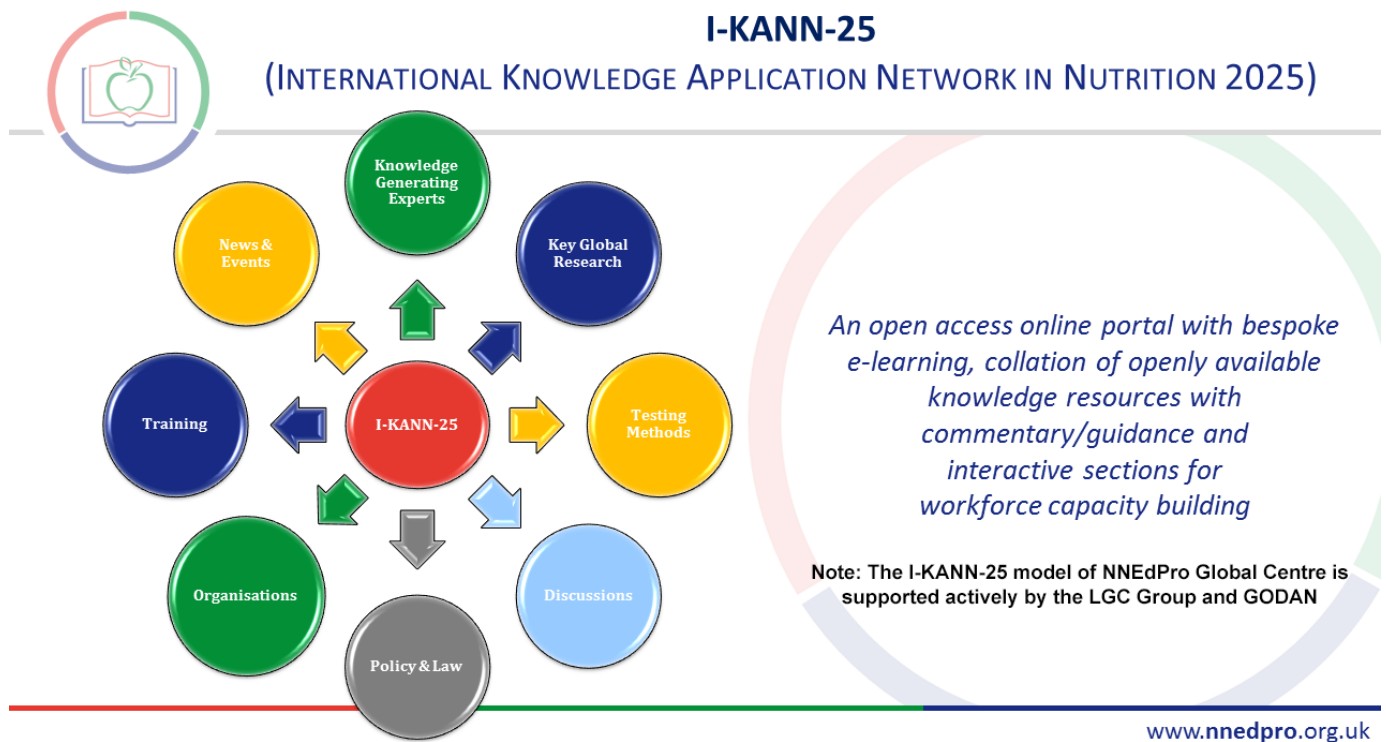 I-KANN-25
(INTERNATIONAL KNOWLEDGE APPLICATION NETWORK IN NUTRITION 2025)
Knowledge
Generating
Experts
News &
Events
Key Global
Research
Training
I-KANN-25
Testing
Methods
Organisations
Discussions
Policy & Law
An open access online portal with bespoke
e-learning, collation of openly available
knowledge resources with
commentary/guidance and
interactive sections for
workforce capacity building
Note: The I-KANN-25 model of NNEdPro Global Centre is
supported actively by the LGC Group and GODAN
www.nnedpro.org.uk